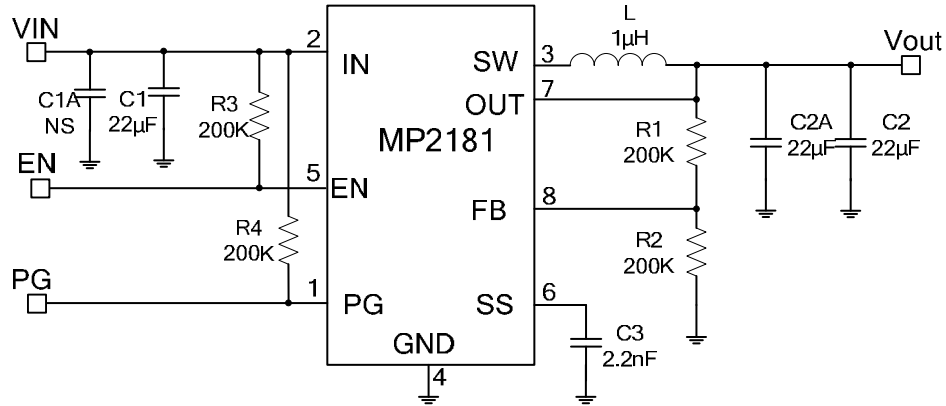 VIN
C1A
NS
C1
22µF
R3
200K
EN
R4
200K
PG
2
IN
5
EN
1
PG
MP2181
GND
4
SW
3
OUT
7
FB
8
SS
6
L
1µH
Vout
R1
200K
R2
200K
C2A
22µF
C2
22µF
C3
2.2nF